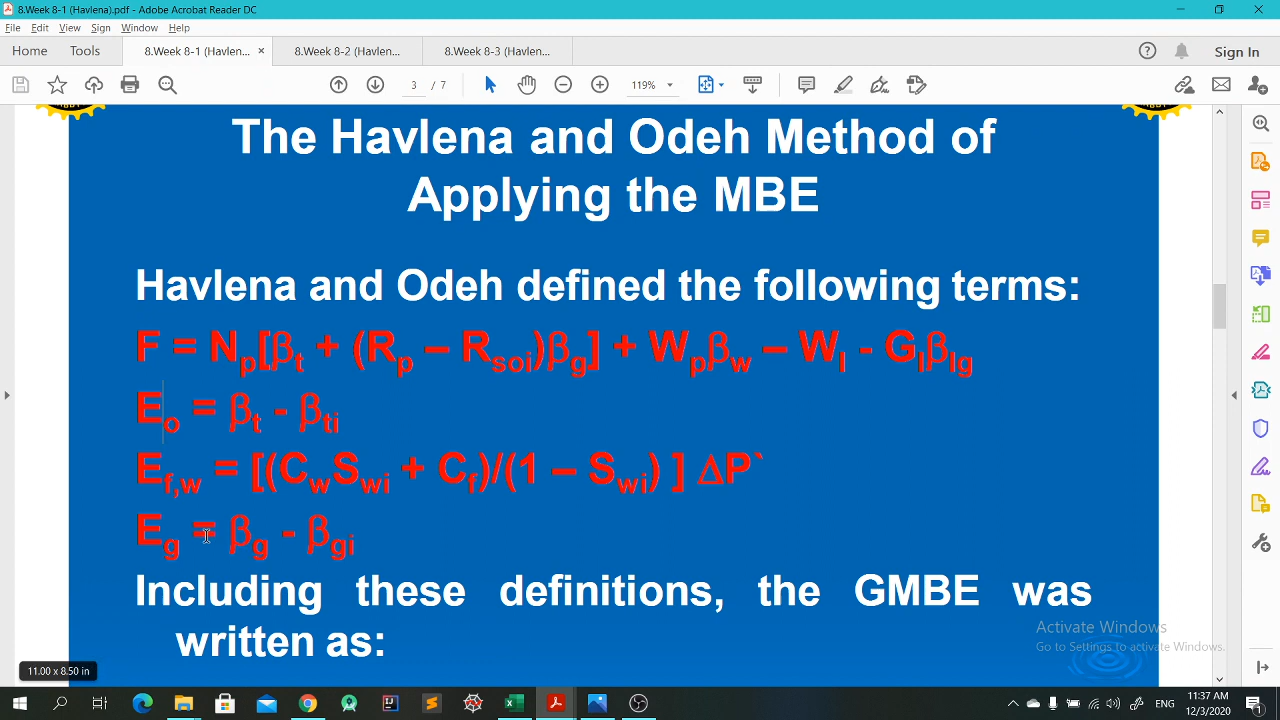 8.Week 8-1 (Havlena).pdf - Adobe Acrobat Reader DC
File Edit View Sign Window Help
Home Tools 8.Week 8-1 (Havlen... × 8.Week 8-2 (Havlen... 8.Week 8-3 (Havlen... Sign In
3 / 7 119%
The Havlena and Odeh Method of
Applying the MBE
Havlena and Odeh defined the following terms:
F = Np[βt + (Rp – Rsoi)βg] + Wpβw – WI - GIβIg
Eo = βt - βti
Ef,w = [(CwSwi + Cf)/(1 – Swi) ] ΔP`
Eg = βg - βgi
Including these definitions, the GMBE was
written as:
Activate Windows
Go to Settings to activate Windows.
11.00 x 8.50 in
ENG 11:37 AM
12/3/2020